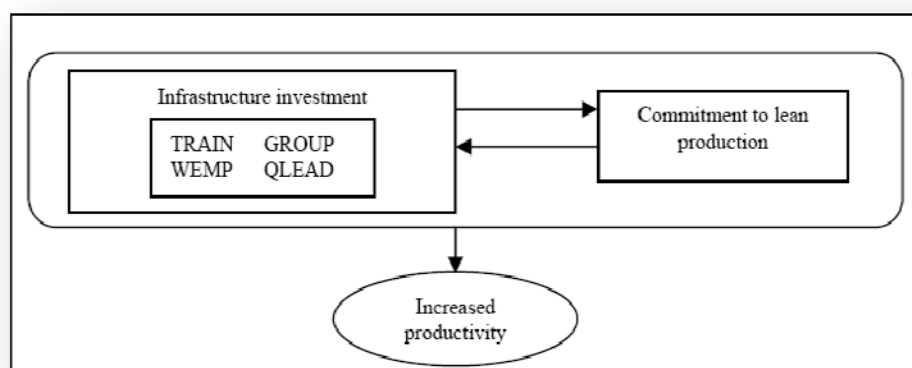 Infrastructure investment
TRAIN GROUP
WEMP QLEAD
Commitment to lean
production
Increased
productivity